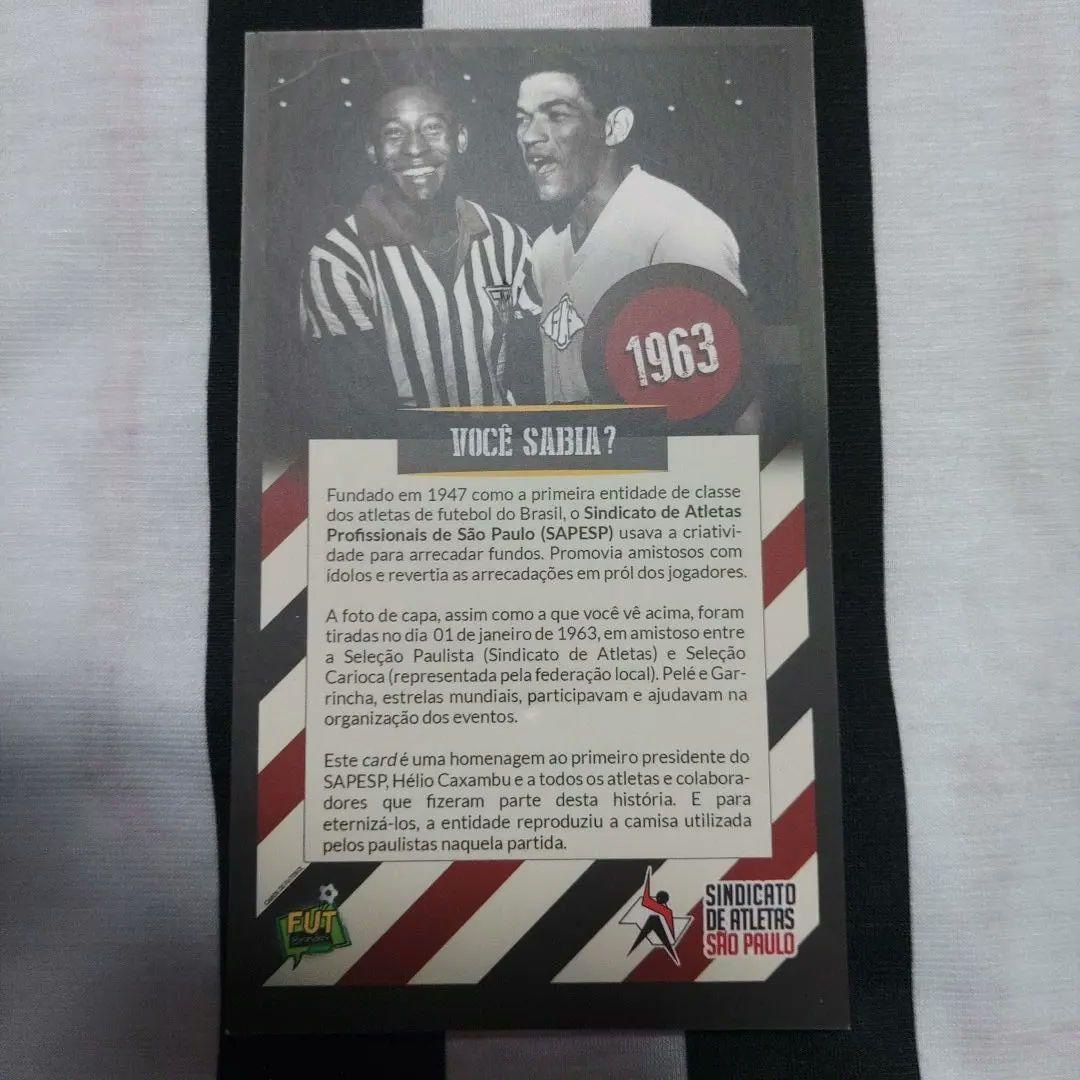 1963
VOCÊ SABIA?
Fundado em 1947 como a primeira entidade de classe
dos atletas de futebol do Brasil, o Sindicato de Atletas
Profissionais de São Paulo (SAPESP) usava a criativi-
dade para arrecadar fundos. Promovia amistosos com
ídolos e revertia as arrecadações em pról dos jogadores.
A foto de capa, assim como a que você vê acima, foram
tiradas no dia 01 de janeiro de 1963, em amistoso entre
a Seleção Paulista (Sindicato de Atletas) e Seleção
Carioca (representada pela federação local). Pelé e Gar-
rincha, estrelas mundiais, participavam e ajudavam na
organização dos eventos.
Este card é uma homenagem ao primeiro presidente do
SAPESP, Hélio Caxambu e a todos os atletas e colabora-
dores que fizeram parte desta história. E para
eternizá-los, a entidade reproduziu a camisa utilizada
pelos paulistas naquela partida.
FUT
SINDICATO
DE ATLETAS
SÃO PAULO